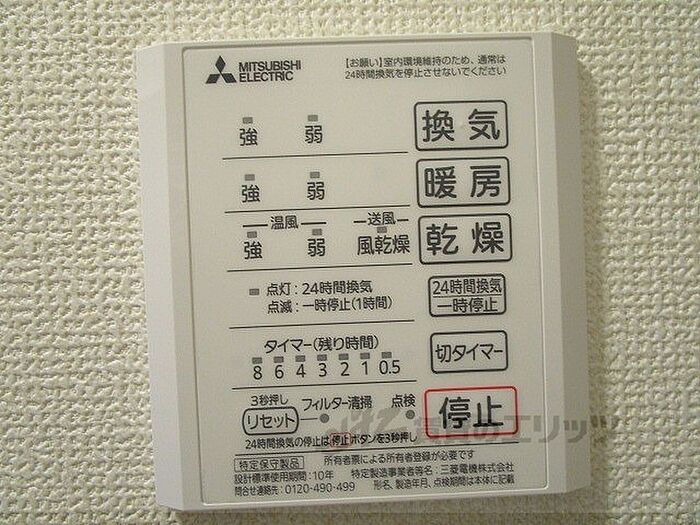 MITSUBISHI
ELECTRIC
【お願い】室内環境維持のため、通常は
24時間換気を停止させないでください
強 弱 換気
強 弱 暖房
温風 送風
強 弱 風乾燥 乾燥
点灯：24時間換気
点滅：一時停止(1時間)
24時間換気
一時停止
タイマー(残り時間)
8 6 4 3 2 1 0.5
切タイマー
3秒押し
リセット フィルター清掃 点検 停止
24時間換気の停止は停止ボタンを3秒押し
特定保守製品 所有者票による所有者登録が必要です
設計標準使用期間：10年 特定製造事業者等名：三菱電機株式会社
問合せ連絡先：0120-490-499 形名、製造年月、点検期間は本体に記載